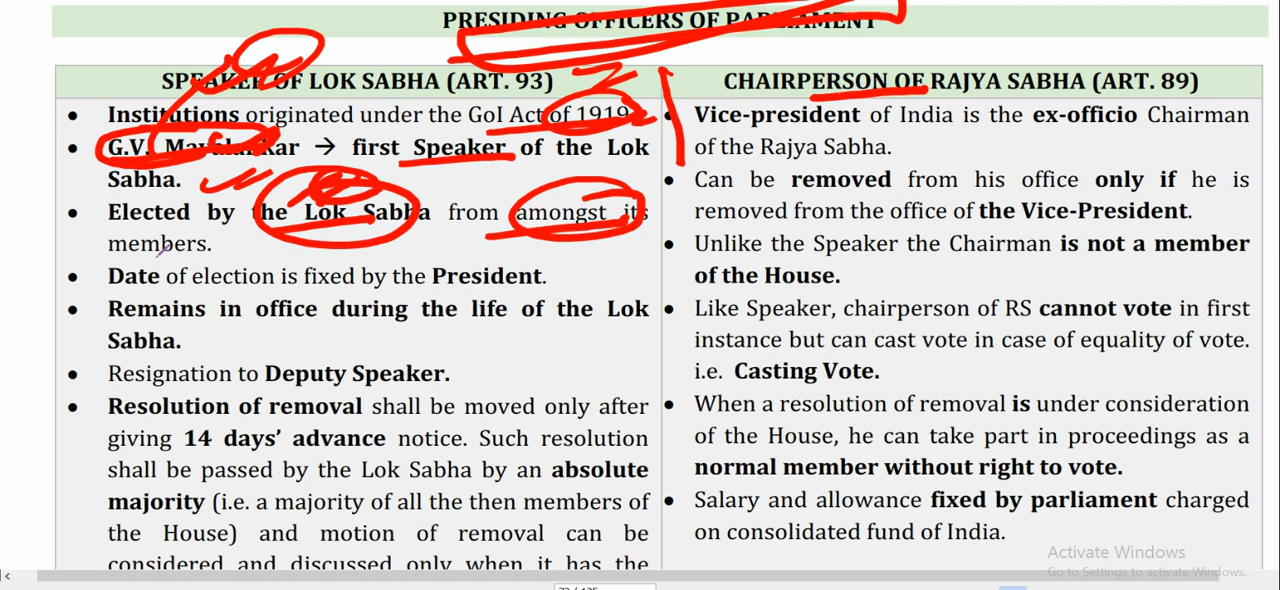 PRESIDING OFFICERS OF PARLIAMENT
SPEAKER OF LOK SABHA (ART. 93)
• Institutions originated under the GoI Act of 1919.
• G.V. Mavalankar → first Speaker of the Lok
Sabha.
• Elected by the Lok Sabha from amongst its
members.
• Date of election is fixed by the President.
• Remains in office during the life of the Lok
Sabha.
• Resignation to Deputy Speaker.
• Resolution of removal shall be moved only after
giving 14 days’ advance notice. Such resolution
shall be passed by the Lok Sabha by an absolute
majority (i.e. a majority of all the then members of
the House) and motion of removal can be
considered and discussed only when it has the
CHAIRPERSON OF RAJYA SABHA (ART. 89)
• Vice-president of India is the ex-officio Chairman
of the Rajya Sabha.
• Can be removed from his office only if he is
removed from the office of the Vice-President.
• Unlike the Speaker the Chairman is not a member
of the House.
• Like Speaker, chairperson of RS cannot vote in first
instance but can cast vote in case of equality of vote.
i.e. Casting Vote.
• When a resolution of removal is under consideration
of the House, he can take part in proceedings as a
normal member without right to vote.
• Salary and allowance fixed by parliament charged
on consolidated fund of India.
Activate Windows
Go to Settings to activate Windows.